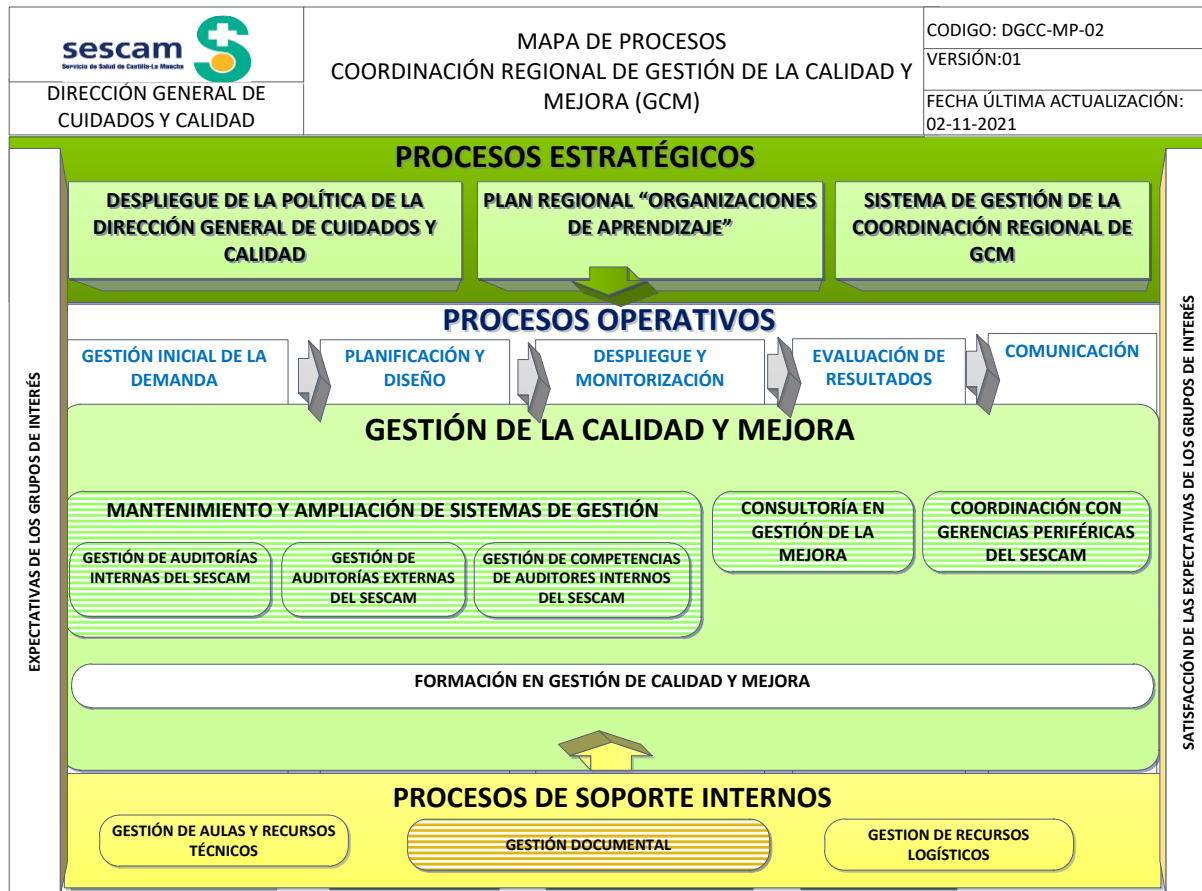 sescam
Servicio de Salud de Castilla-La Mancha
DIRECCIÓN GENERAL DE
CUIDADOS Y CALIDAD
MAPA DE PROCESOS
COORDINACIÓN REGIONAL DE GESTIÓN DE LA CALIDAD Y
MEJORA (GCM)
CODIGO: DGCC-MP-02
VERSIÓN:01
FECHA ÚLTIMA ACTUALIZACIÓN:
02-11-2021
EXPECTATIVAS DE LOS GRUPOS DE INTERÉS
PROCESOS ESTRATÉGICOS
DESPLIEGUE DE LA POLÍTICA DE LA
DIRECCIÓN GENERAL DE CUIDADOS Y
CALIDAD
PLAN REGIONAL “ORGANIZACIONES
DE APRENDIZAJE”
SISTEMA DE GESTIÓN DE LA
COORDINACIÓN REGIONAL DE
GCM
PROCESOS OPERATIVOS
GESTIÓN INICIAL DE LA
DEMANDA
PLANIFICACIÓN Y
DISEÑO
DESPLIEGUE Y
MONITORIZACIÓN
EVALUACIÓN DE
RESULTADOS
COMUNICACIÓN
GESTIÓN DE LA CALIDAD Y MEJORA
MANTENIMIENTO Y AMPLIACIÓN DE SISTEMAS DE GESTIÓN
GESTIÓN DE AUDITORÍAS
INTERNAS DEL SESCAM
GESTIÓN DE
AUDITORÍAS EXTERNAS
DEL SESCAM
GESTIÓN DE COMPETENCIAS
DE AUDITORES INTERNOS
DEL SESCAM
CONSULTORÍA EN
GESTIÓN DE LA
MEJORA
COORDINACIÓN CON
GERENCIAS PERIFÉRICAS
DEL SESCAM
FORMACIÓN EN GESTIÓN DE CALIDAD Y MEJORA
PROCESOS DE SOPORTE INTERNOS
GESTIÓN DE AULAS Y RECURSOS
TÉCNICOS
GESTIÓN DOCUMENTAL
GESTION DE RECURSOS
LOGÍSTICOS
SATISFACCIÓN DE LAS EXPECTATIVAS DE LOS GRUPOS DE INTERÉS